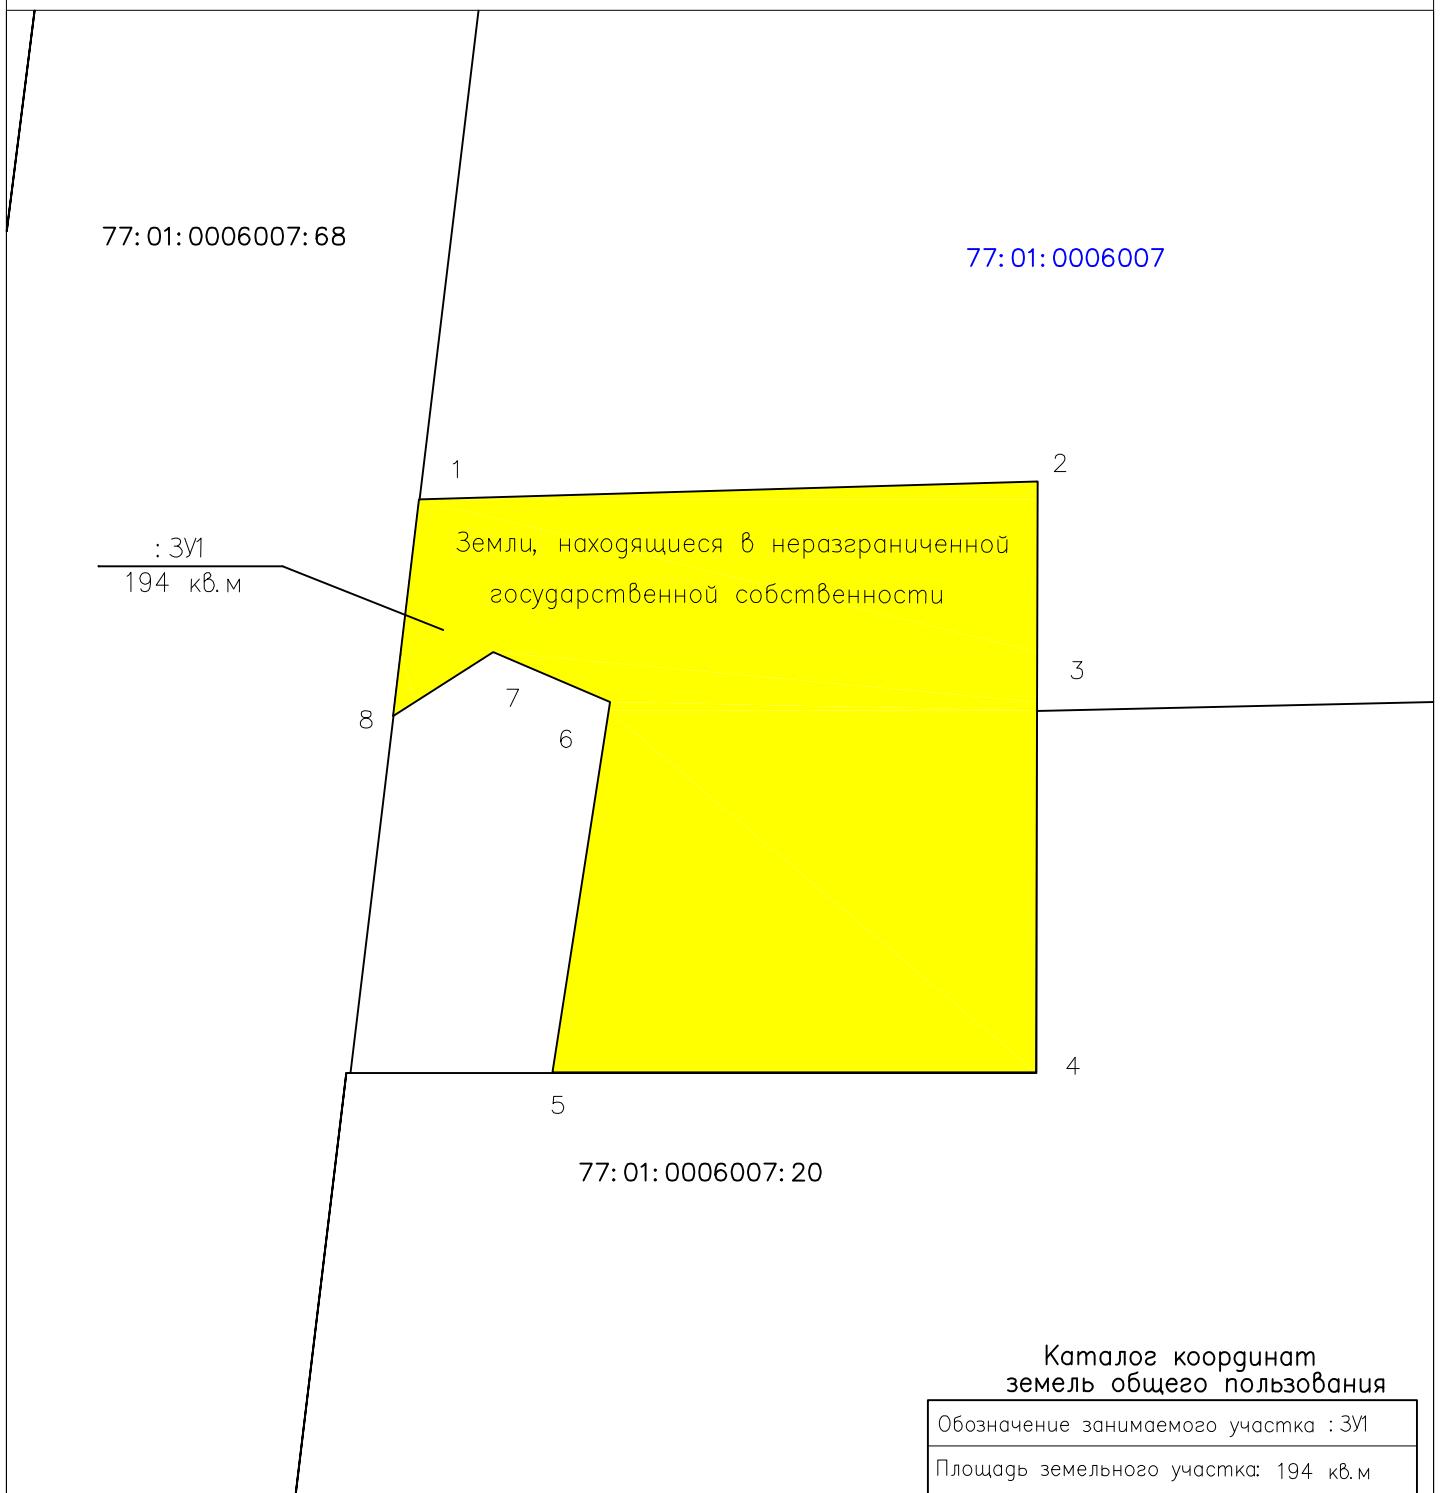 77:01:0006007:68
77:01:0006007
1
2
:ЗУ1
194 кв.м
Земли, находящиеся в неразграниченной
государственной собственности
3
7
8
6
4
5
77:01:0006007:20
Каталог координат
земель общего пользования
Обозначение занимаемого участка :ЗУ1
Площадь земельного участка: 194 кв.м